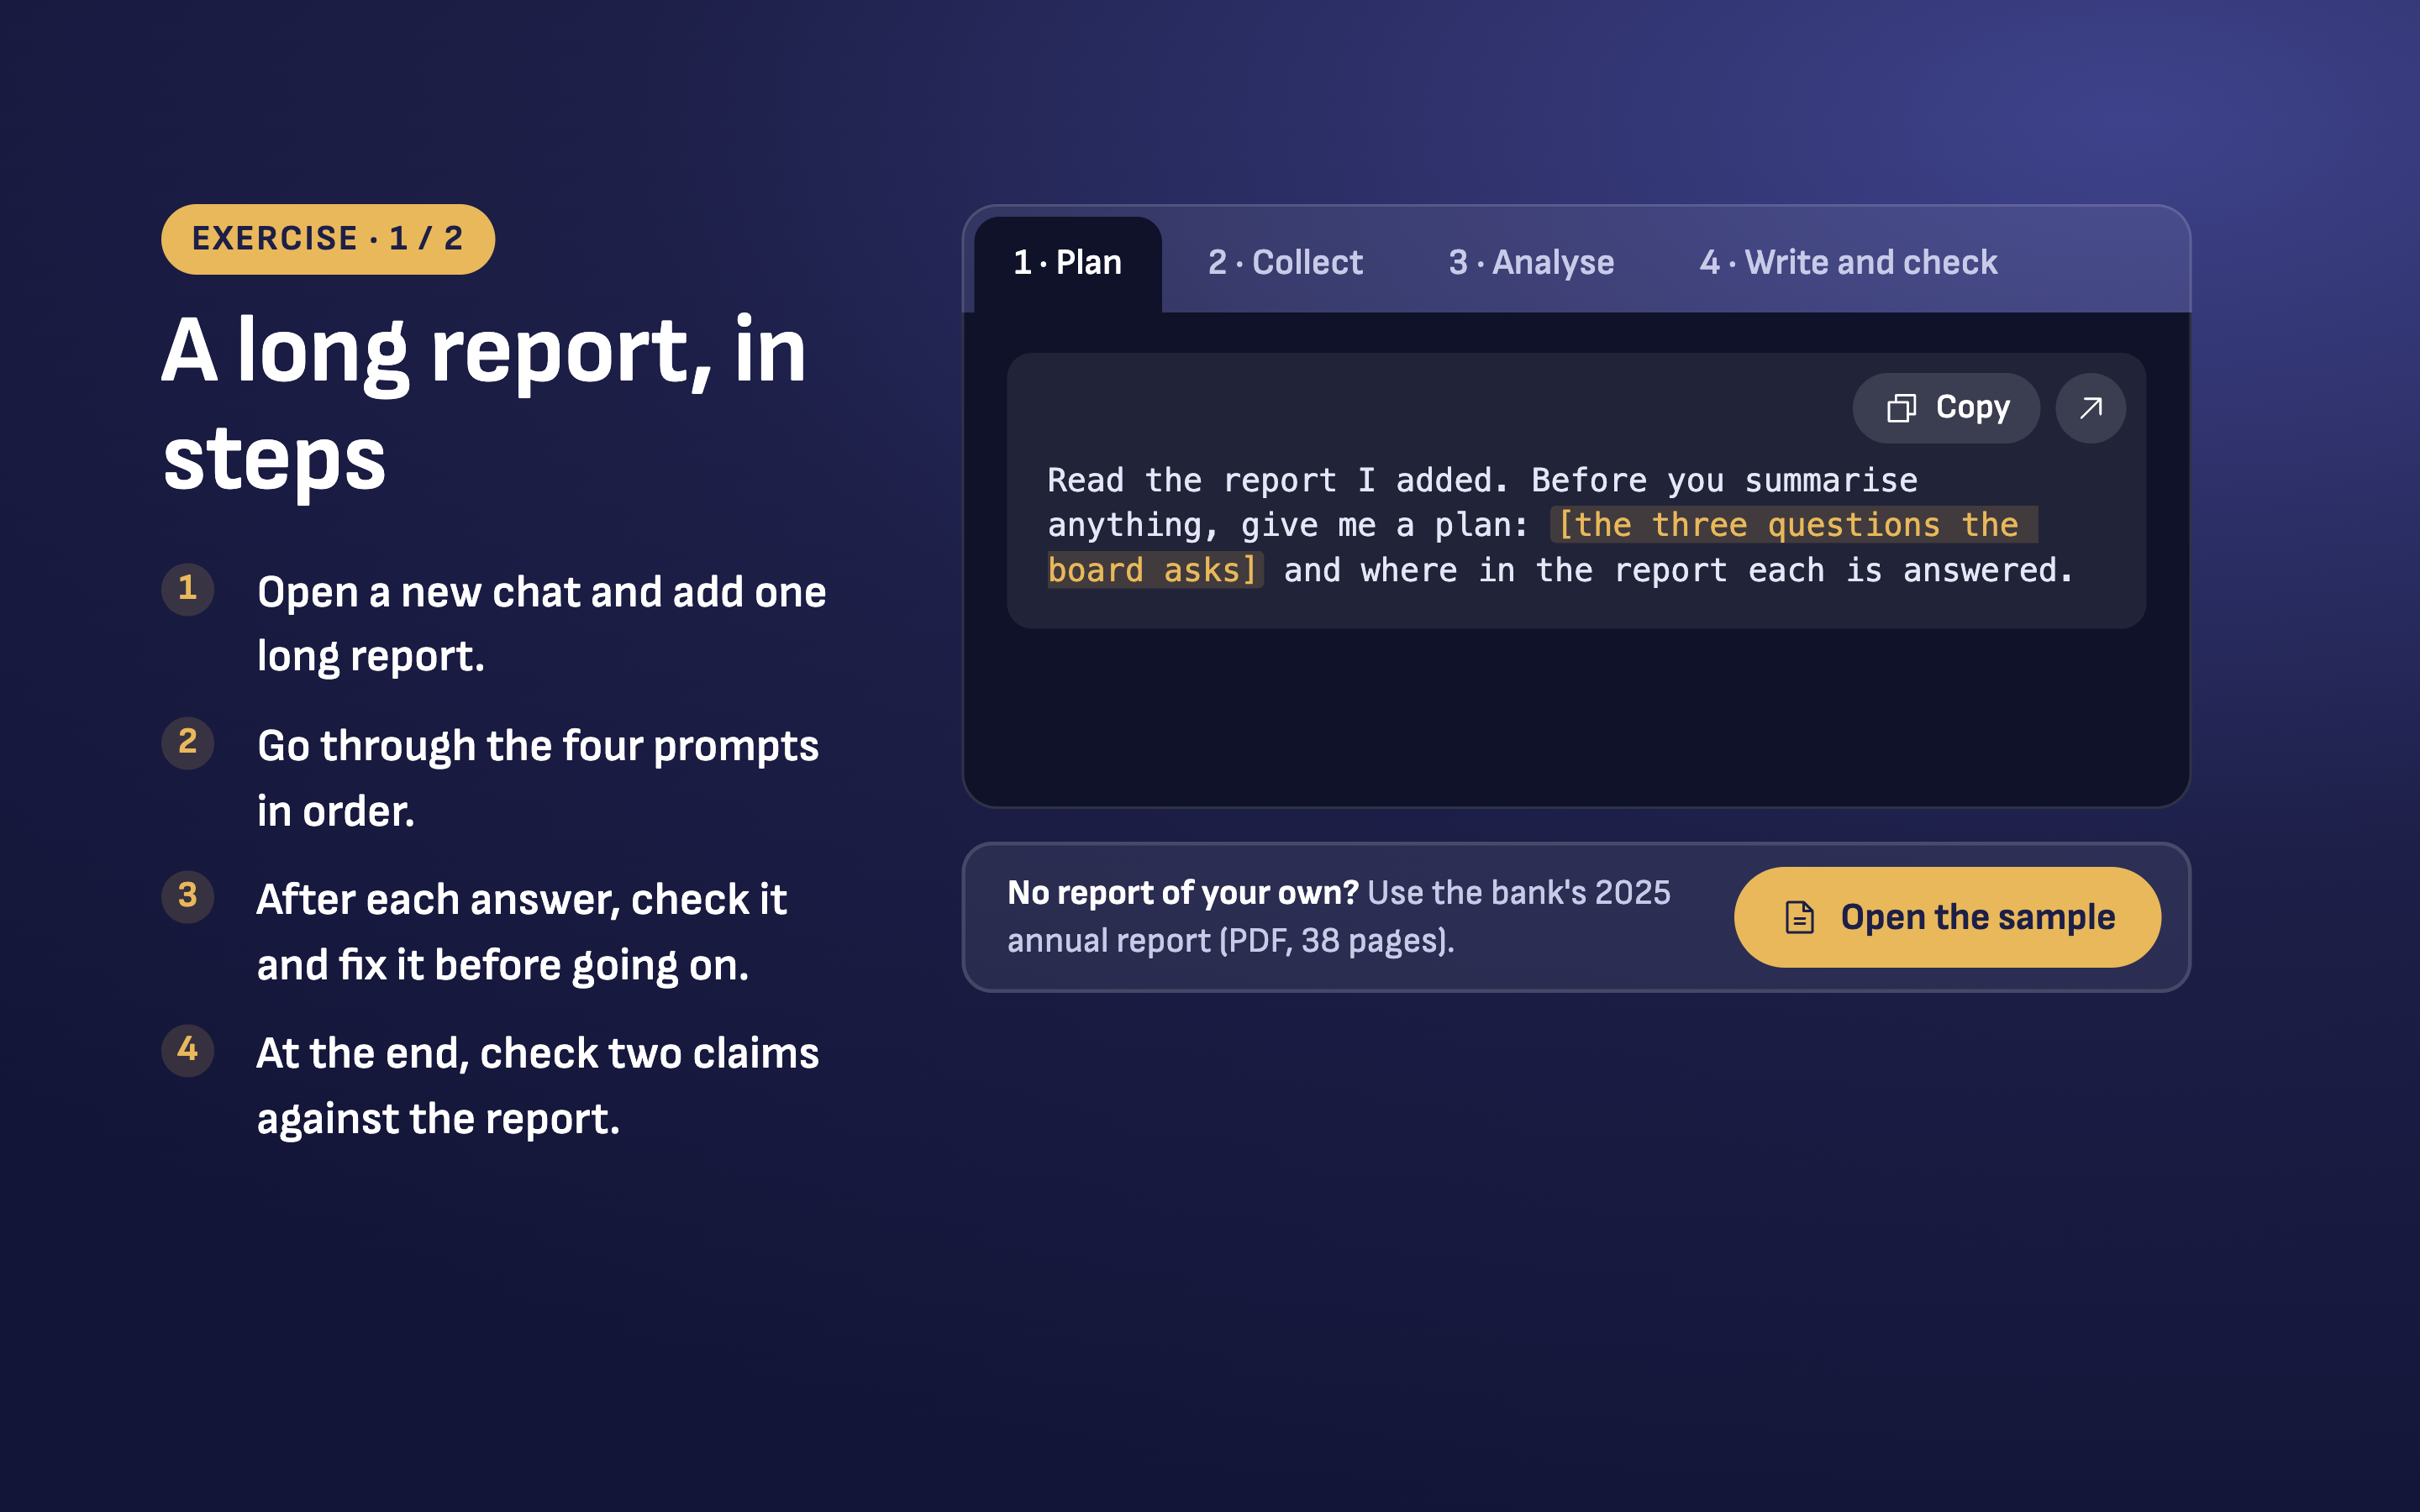 EXERCISE · 1 / 2
A long report, in
steps
1 Open a new chat and add one
long report.
2 Go through the four prompts
in order.
3 After each answer, check it
and fix it before going on.
4 At the end, check two claims
against the report.
1 · Plan 2 · Collect 3 · Analyse 4 · Write and check
Copy
Read the report I added. Before you summarise
anything, give me a plan: [the three questions the
board asks] and where in the report each is answered.
No report of your own? Use the bank's 2025
annual report (PDF, 38 pages).
Open the sample